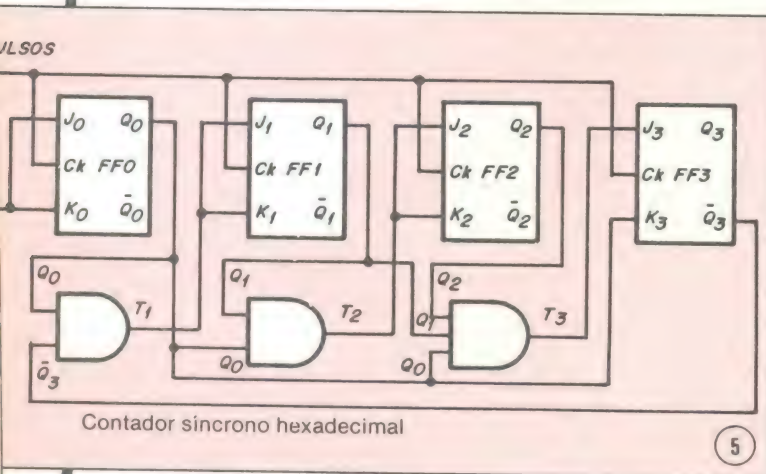 ULSOS
J0 Q0
Ck FF0
K0 Q̄0
J1 Q1
Ck FF1
K1 Q̄1
J2 Q2
Ck FF2
K2 Q̄2
J3 Q3
Ck FF3
K3 Q̄3
Q0
T1
Q̄3
Q1
T2
Q0
Q2
Q1
T3
Q0
Contador síncrono hexadecimal
5